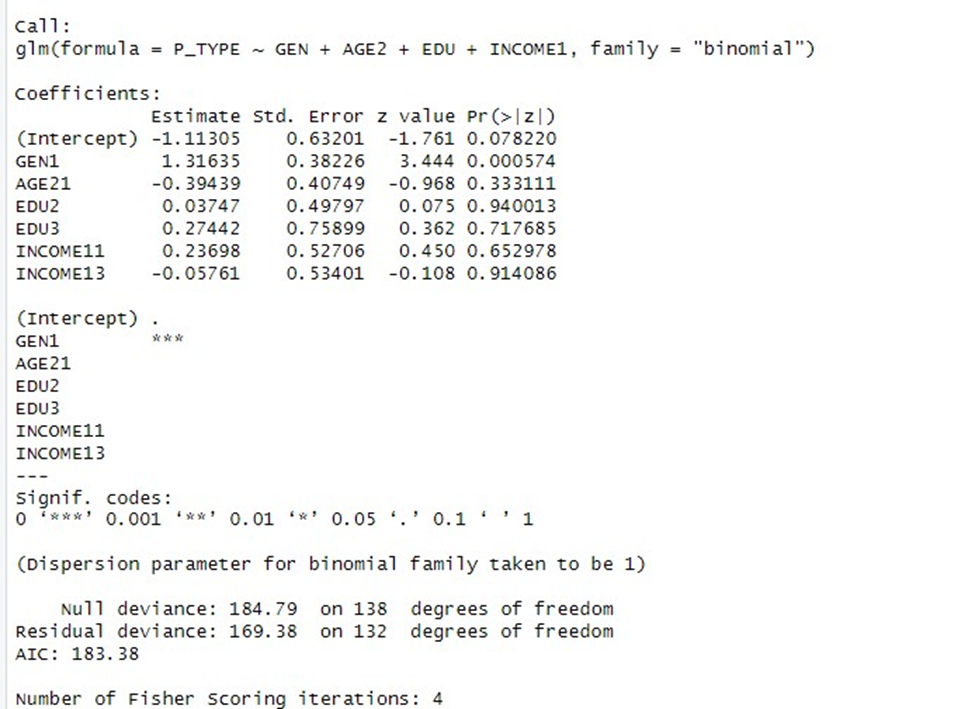 Call:
glm(formula = P_TYPE ~ GEN + AGE2 + EDU + INCOME1, family = "binomial")
Coefficients:
Estimate Std. Error z value Pr(>|z|)
(Intercept) -1.11305 0.63201 -1.761 0.078220
GEN1 1.31635 0.38226 3.444 0.000574
AGE21 -0.39439 0.40749 -0.968 0.333111
EDU2 0.03747 0.49797 0.075 0.940013
EDU3 0.27442 0.75899 0.362 0.717685
INCOME11 0.23698 0.52706 0.450 0.652978
INCOME13 -0.05761 0.53401 -0.108 0.914086
(Intercept) .
GEN1 ***
AGE21
EDU2
EDU3
INCOME11
INCOME13
---
Signif. codes:
0 ‘***’ 0.001 ‘**’ 0.01 ‘*’ 0.05 ‘.’ 0.1 ‘ ’ 1
(Dispersion parameter for binomial family taken to be 1)
Null deviance: 184.79 on 138 degrees of freedom
Residual deviance: 169.38 on 132 degrees of freedom
AIC: 183.38
Number of Fisher Scoring iterations: 4